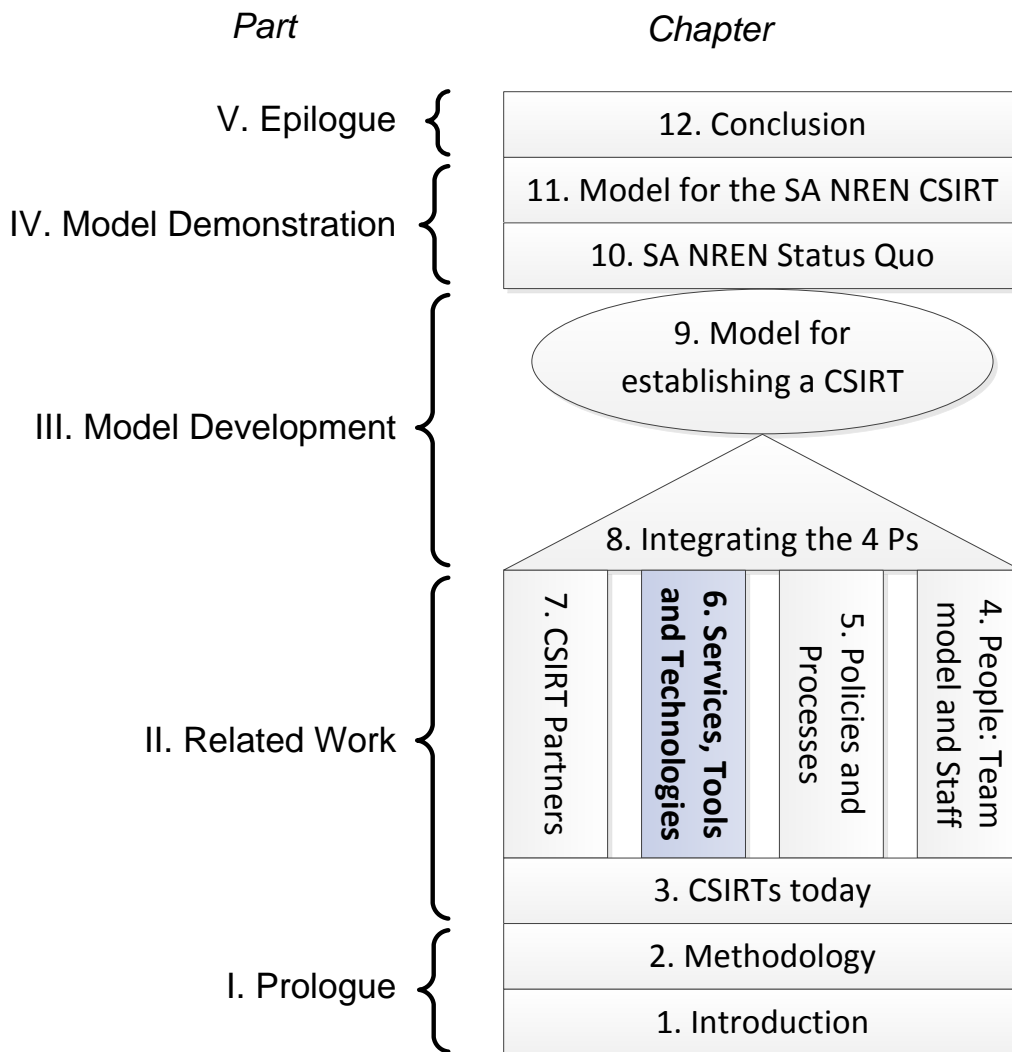 Part
Chapter
V. Epilogue
12. Conclusion
IV. Model Demonstration
11. Model for the SA NREN CSIRT
10. SA NREN Status Quo
III. Model Development
9. Model for
establishing a CSIRT
8. Integrating the 4 Ps
II. Related Work
7. CSIRT Partners
6. Services, Tools
and Technologies
5. Policies and
Processes
4. People: Team
model and Staff
3. CSIRTs today
I. Prologue
2. Methodology
1. Introduction